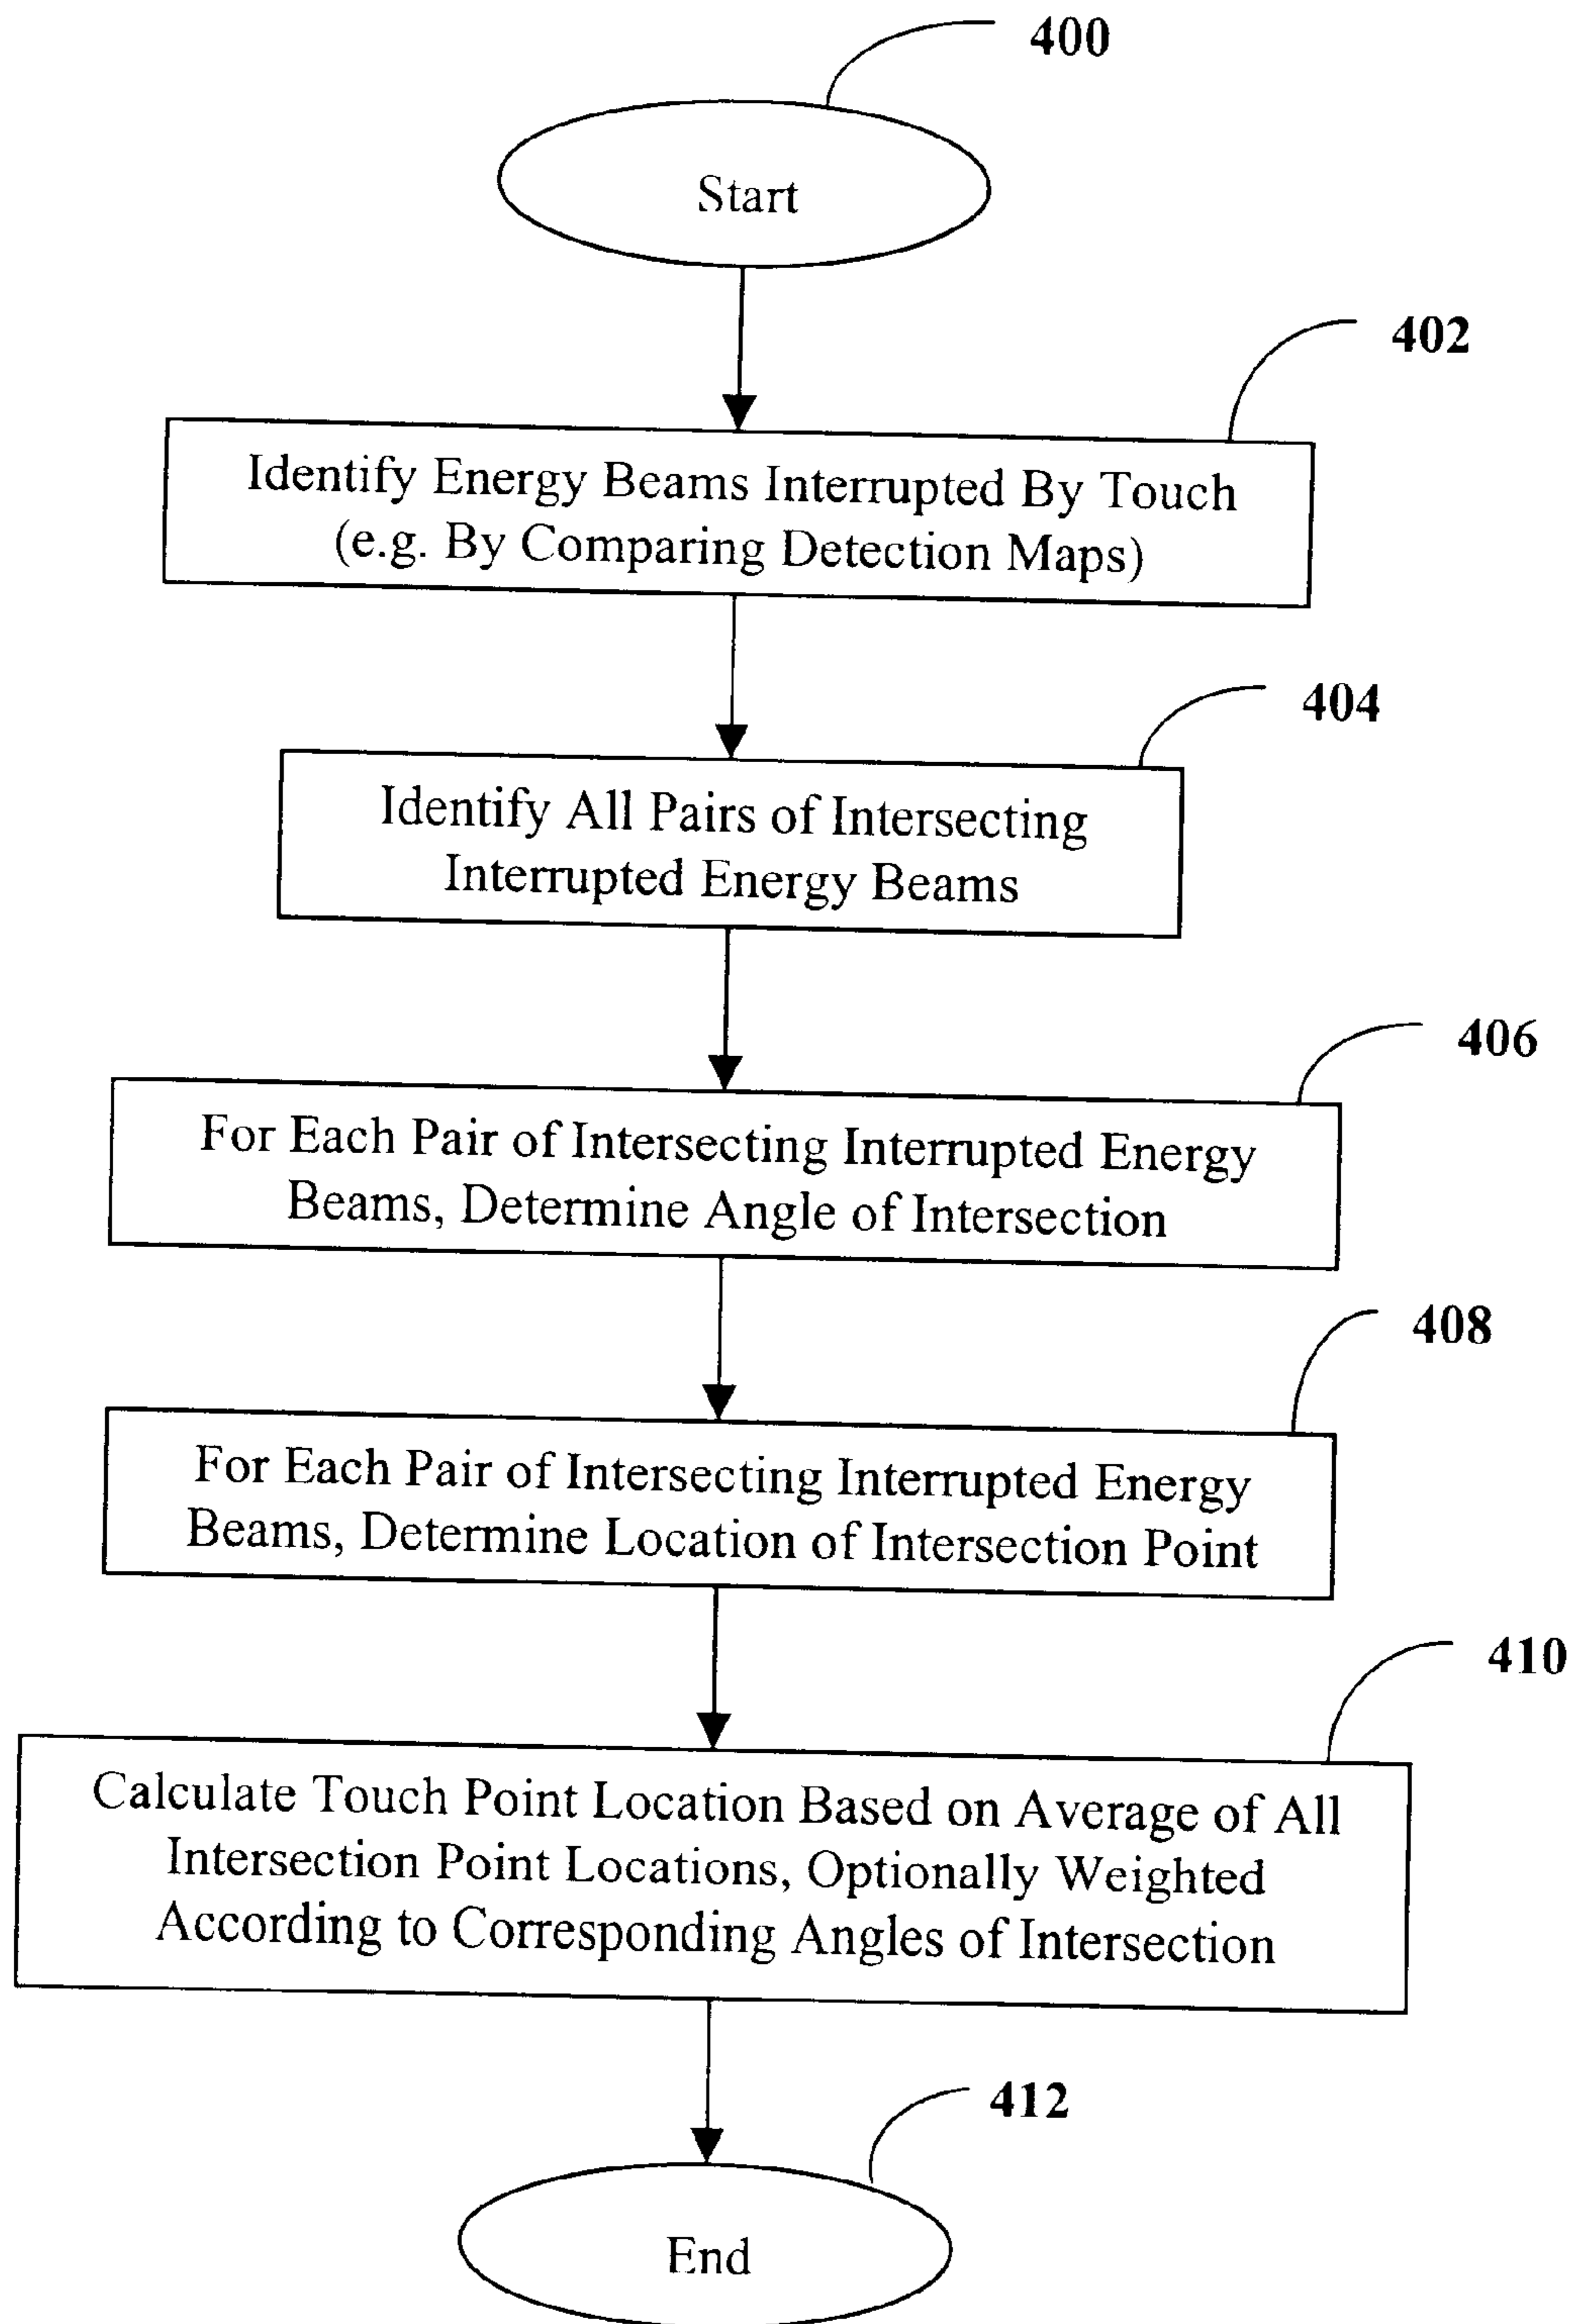 400
Start
402
Identify Energy Beams Interrupted By Touch
(e.g. By Comparing Detection Maps)
404
Identify All Pairs of Intersecting
Interrupted Energy Beams
406
For Each Pair of Intersecting Interrupted Energy
Beams, Determine Angle of Intersection
408
For Each Pair of Intersecting Interrupted Energy
Beams, Determine Location of Intersection Point
410
Calculate Touch Point Location Based on Average of All
Intersection Point Locations, Optionally Weighted
According to Corresponding Angles of Intersection
412
End